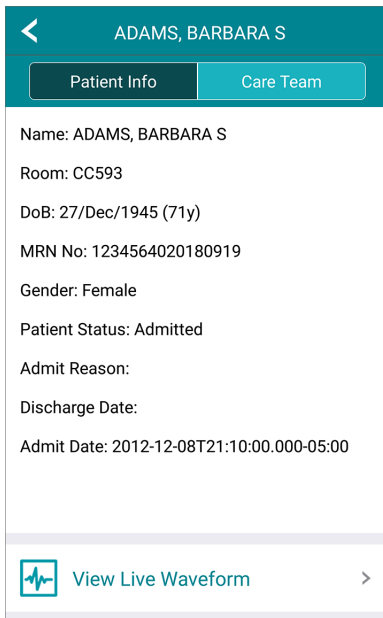 ADAMS, BARBARA S
Patient Info
Care Team
Name: ADAMS, BARBARA S
Room: CC593
DoB: 27/Dec/1945 (71y)
MRN No: 1234564020180919
Gender: Female
Patient Status: Admitted
Admit Reason:
Discharge Date:
Admit Date: 2012-12-08T21:10:00.000-05:00
View Live Waveform